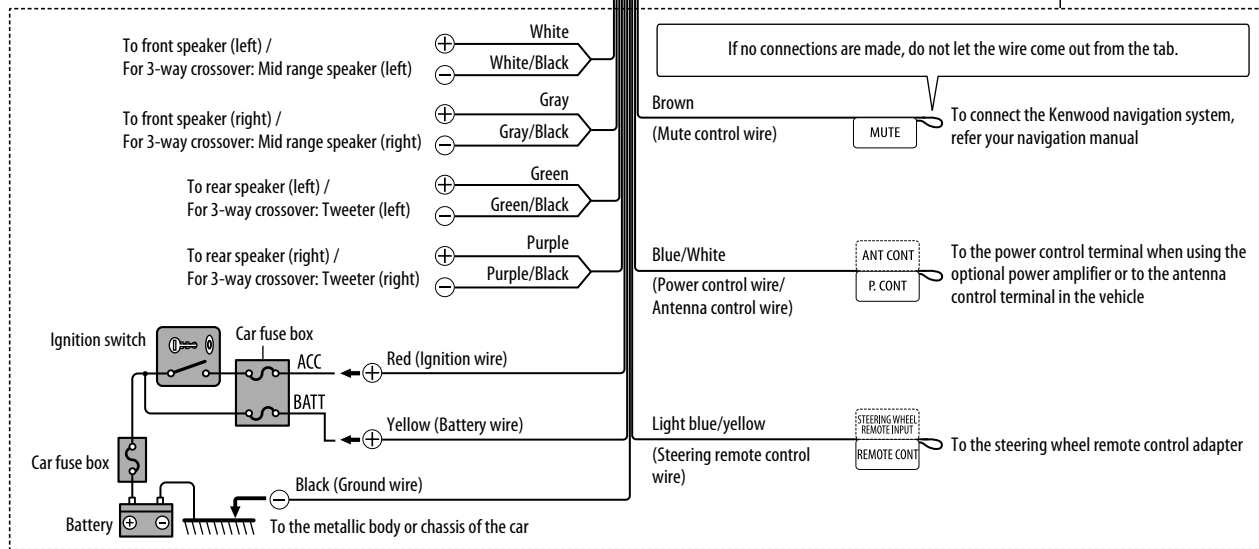 To front speaker (left) /
For 3-way crossover: Mid range speaker (left)
White
White/Black
To front speaker (right) /
For 3-way crossover: Mid range speaker (right)
Gray
Gray/Black
To rear speaker (left) /
For 3-way crossover: Tweeter (left)
Green
Green/Black
To rear speaker (right) /
For 3-way crossover: Tweeter (right)
Purple
Purple/Black
Ignition switch
Car fuse box
ACC
Red (Ignition wire)
BATT
Yellow (Battery wire)
Car fuse box
Black (Ground wire)
Battery
To the metallic body or chassis of the car
If no connections are made, do not let the wire come out from the tab.
Brown
(Mute control wire)
MUTE
To connect the Kenwood navigation system,
refer your navigation manual
Blue/White
(Power control wire/
Antenna control wire)
ANT CONT
P. CONT
To the power control terminal when using the
optional power amplifier or to the antenna
control terminal in the vehicle
Light blue/yellow
(Steering remote control
wire)
STEERING WHEEL
REMOTE INPUT
REMOTE CONT
To the steering wheel remote control adapter